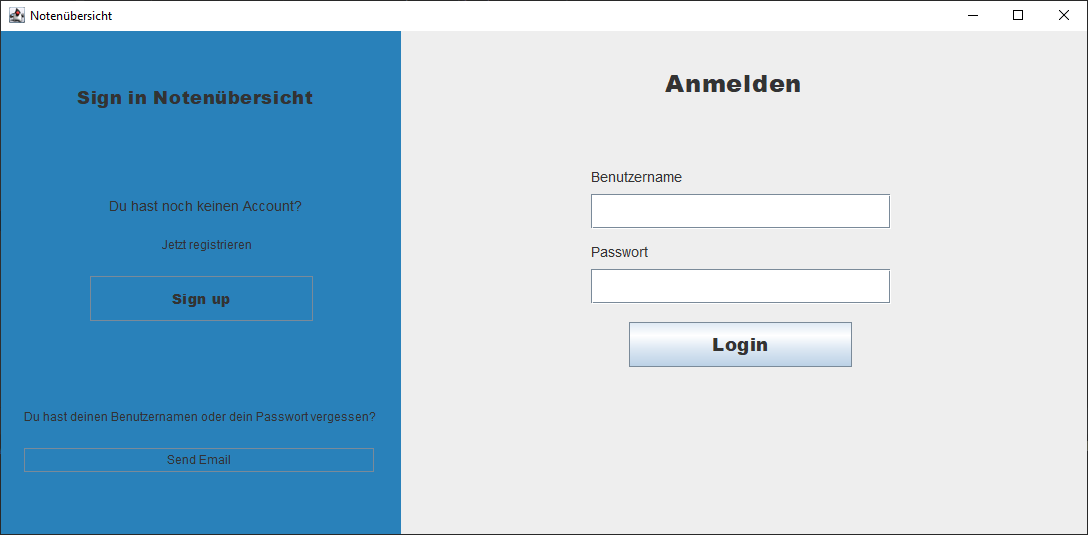 Notenübersicht
Sign in Notenübersicht
Du hast noch keinen Account?
Jetzt registrieren
Sign up
Du hast deinen Benutzernamen oder dein Passwort vergessen?
Send Email
Anmelden
Benutzername
Passwort
Login